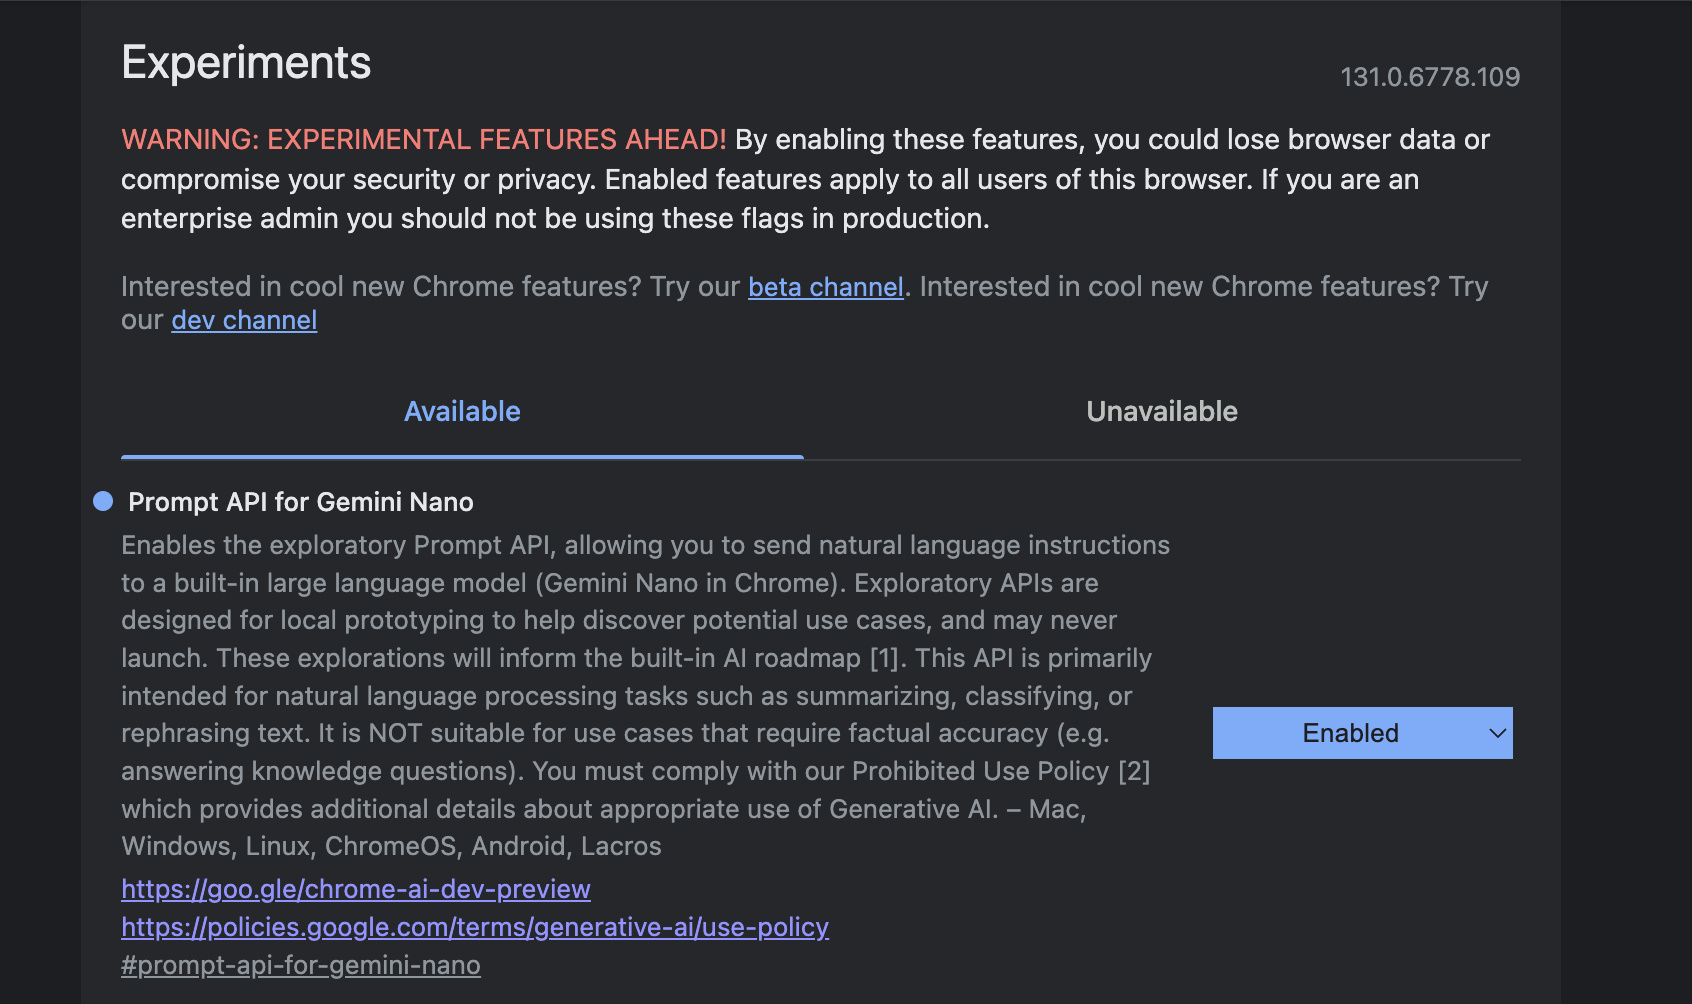 Experiments
131.0.6778.109
WARNING: EXPERIMENTAL FEATURES AHEAD! By enabling these features, you could lose browser data or
compromise your security or privacy. Enabled features apply to all users of this browser. If you are an
enterprise admin you should not be using these flags in production.
Interested in cool new Chrome features? Try our beta channel. Interested in cool new Chrome features? Try
our dev channel
Available
Unavailable
Prompt API for Gemini Nano
Enables the exploratory Prompt API, allowing you to send natural language instructions
to a built-in large language model (Gemini Nano in Chrome). Exploratory APIs are
designed for local prototyping to help discover potential use cases, and may never
launch. These explorations will inform the built-in AI roadmap [1]. This API is primarily
intended for natural language processing tasks such as summarizing, classifying, or
rephrasing text. It is NOT suitable for use cases that require factual accuracy (e.g.
answering knowledge questions). You must comply with our Prohibited Use Policy [2]
which provides additional details about appropriate use of Generative AI. – Mac,
Windows, Linux, ChromeOS, Android, Lacros
Enabled
https://goo.gle/chrome-ai-dev-preview
https://policies.google.com/terms/generative-ai/use-policy
#prompt-api-for-gemini-nano